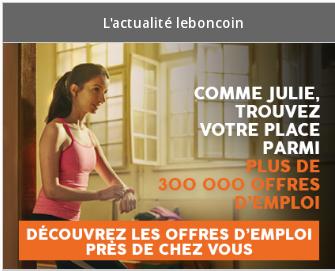 L'actualité leboncoin
COMME JULIE,
TROUVEZ
VOTRE PLACE
PARMI
PLUS DE
300 000 OFFRES
D'EMPLOI
DÉCOUVREZ LES OFFRES D'EMPLOI
PRÈS DE CHEZ VOUS